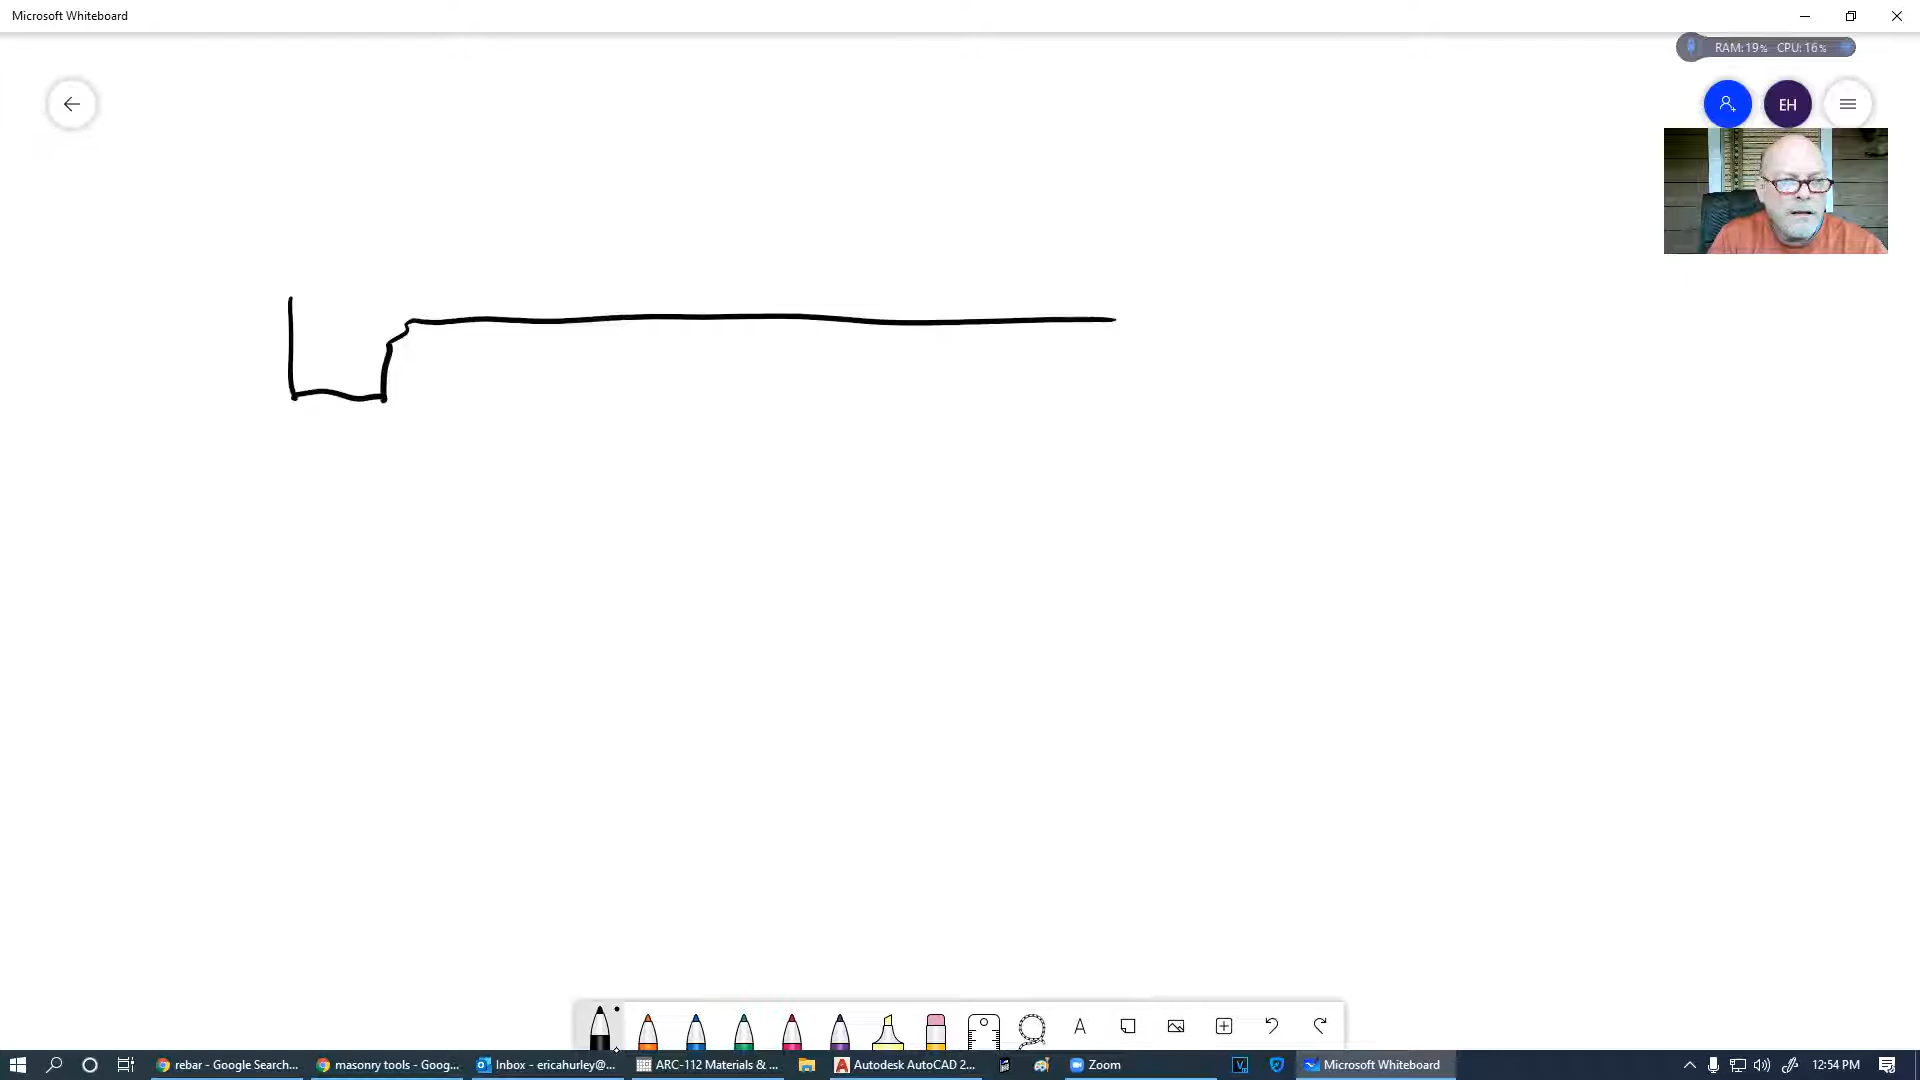 Microsoft Whiteboard
RAM:19% CPU:16%
EH
A
rebar - Google Search...
masonry tools - Goog...
Inbox - ericahurley@...
ARC-112 Materials & ...
Autodesk AutoCAD 2...
Zoom
Microsoft Whiteboard
12:54 PM